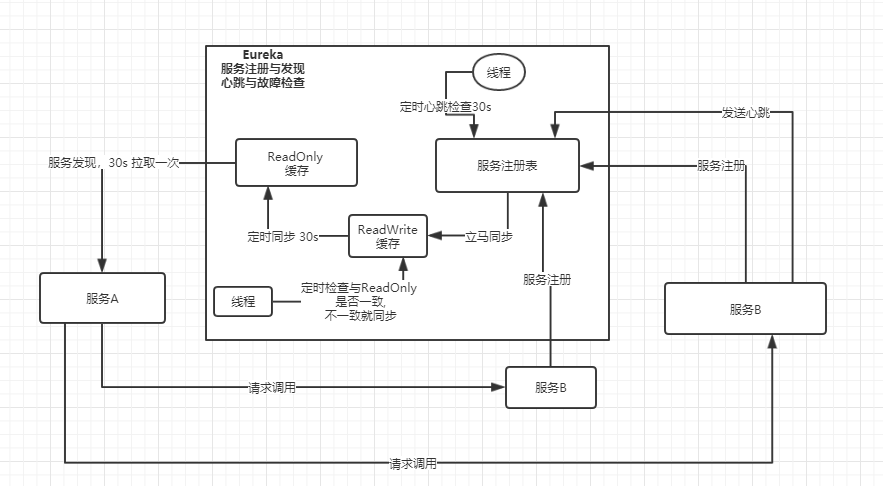 Eureka
服务注册与发现
心跳与故障检查
线程
定时心跳检查30s
发送心跳
ReadOnly
缓存
服务发现，30s 拉取一次
服务注册表
服务注册
ReadWrite
缓存
定时同步 30s
立马同步
服务注册
定时检查与ReadOnly
是否一致,
不一致就同步
线程
服务A
服务B
请求调用
服务B
请求调用